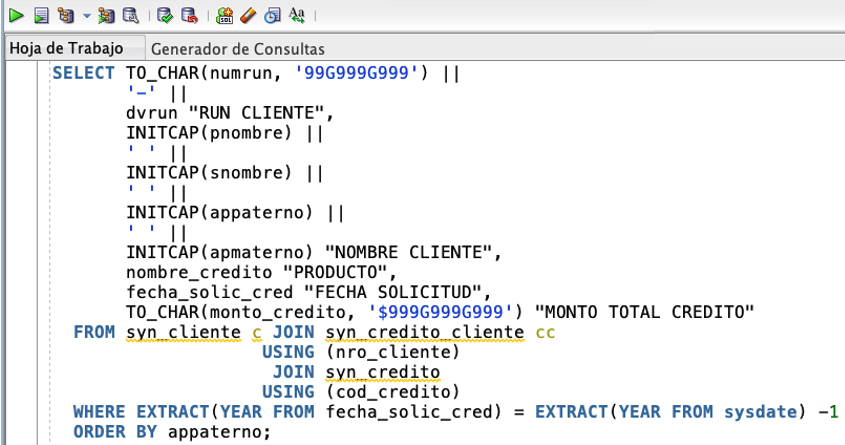 SQL
Aa
Hoja de Trabajo Generador de Consultas
SELECT TO_CHAR(numrun, '99G999G999') ||
'-' ||
dvrun "RUN CLIENTE",
INITCAP(pnombre) ||
' ' ||
INITCAP(snombre) ||
' ' ||
INITCAP(appaterno) ||
' ' ||
INITCAP(apmaterno) "NOMBRE CLIENTE",
nombre_credito "PRODUCTO",
fecha_solic_cred "FECHA SOLICITUD",
TO_CHAR(monto_credito, '$999G999G999') "MONTO TOTAL CREDITO"
FROM syn_cliente c JOIN syn_credito_cliente cc
USING (nro_cliente)
JOIN syn_credito
USING (cod_credito)
WHERE EXTRACT(YEAR FROM fecha_solic_cred) = EXTRACT(YEAR FROM sysdate) -1
ORDER BY appaterno;